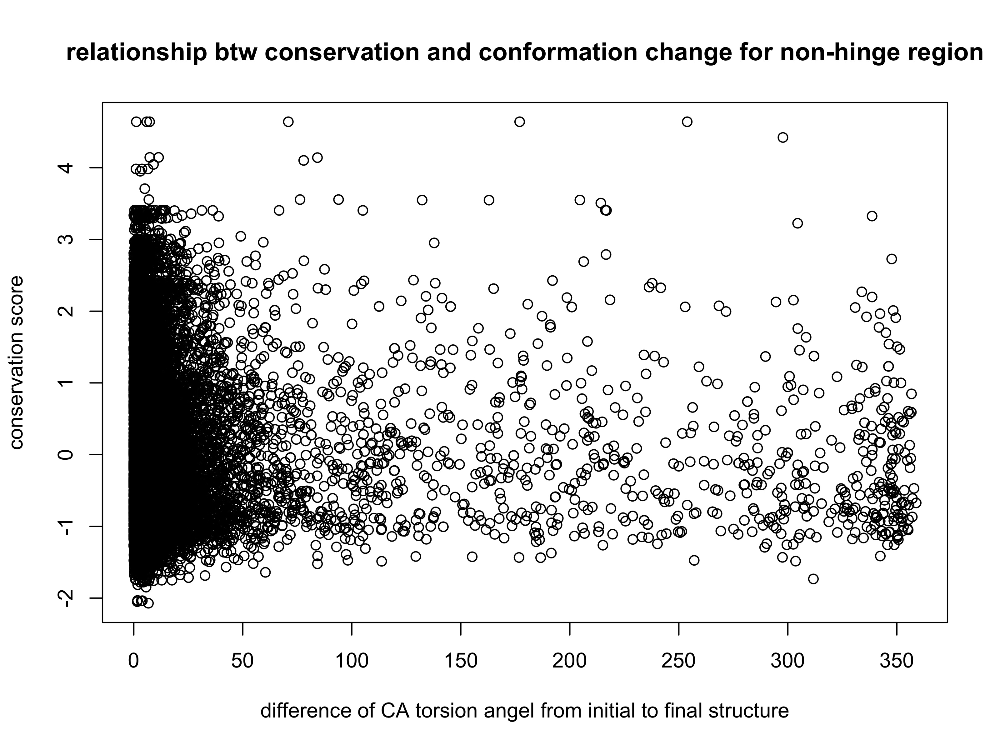 relationship btw conservation and conformation change for non-hinge region
conservation score
4
3
2
1
0
-1
-2
0 50 100 150 200 250 300 350
difference of CA torsion angel from initial to final structure